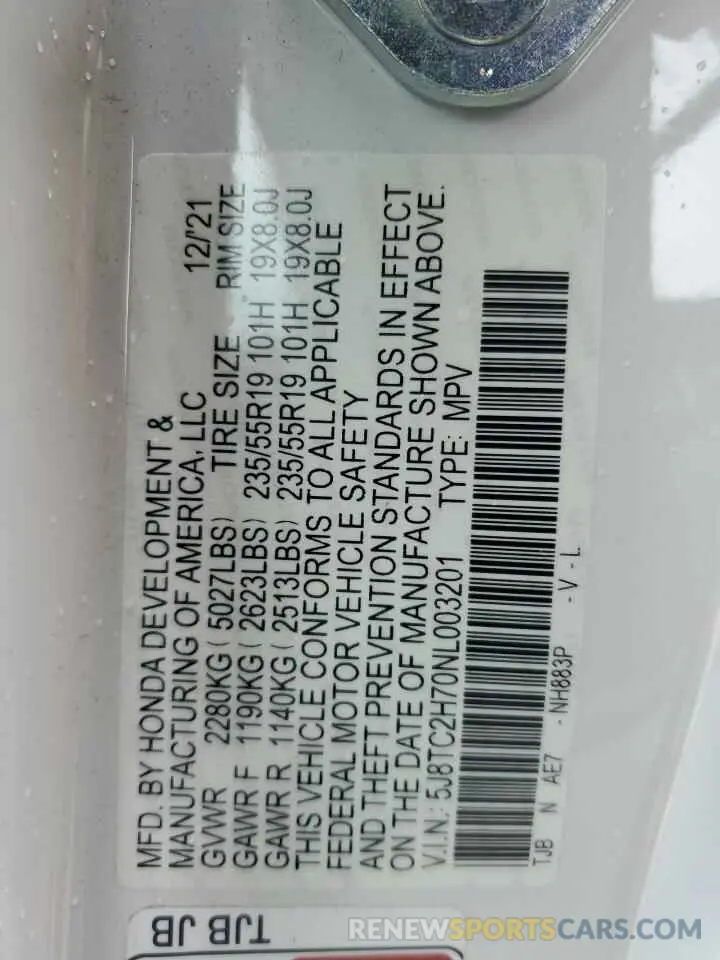 MFD. BY HONDA DEVELOPMENT &
MANUFACTURING OF AMERICA, LLC 12/'21
GVWR 2280KG ( 5027LBS) TIRE SIZE RIM SIZE
GAWR F 1190KG ( 2623LBS) 235/55R19 101H 19X8.0J
GAWR R 1140KG ( 2513LBS) 235/55R19 101H 19X8.0J
THIS VEHICLE CONFORMS TO ALL APPLICABLE
FEDERAL MOTOR VEHICLE SAFETY
AND THEFT PREVENTION STANDARDS IN EFFECT
ON THE DATE OF MANUFACTURE SHOWN ABOVE.
V.I.N.: 5J8TC2H70NL003201 TYPE: MPV
TJB N AE7 - NH883P - V - L
TJB JB
RENEWSPORTSCARS.COM